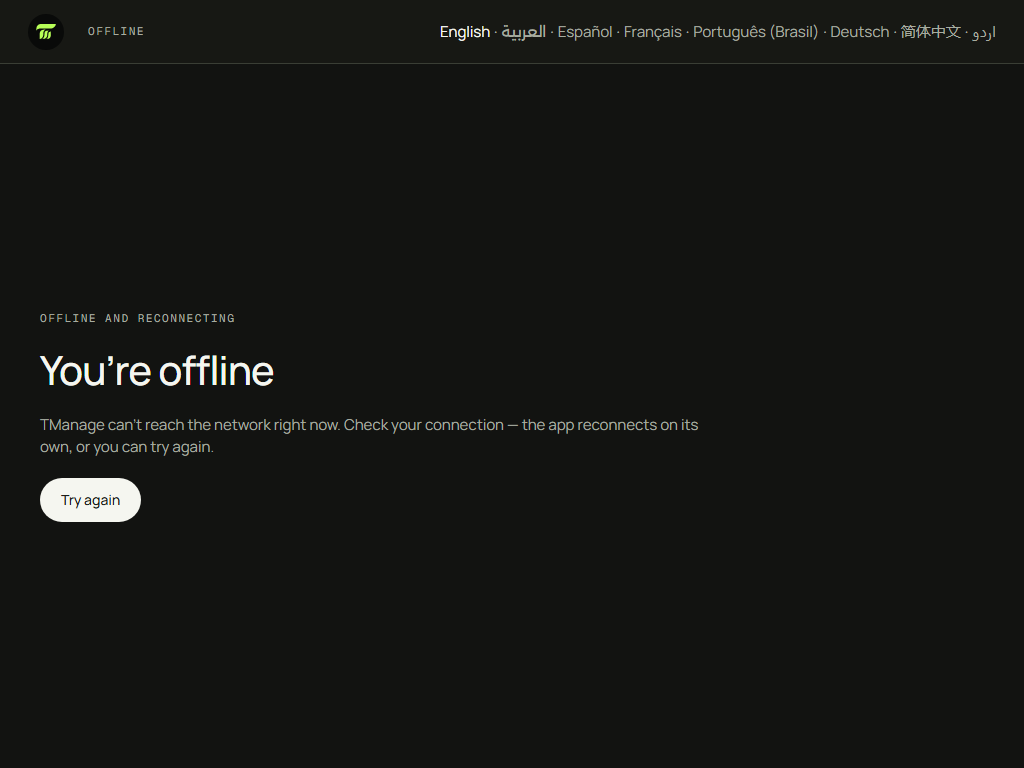 OFFLINE
English · العربية · Español · Français · Português (Brasil) · Deutsch · 简体中文 · اردو
OFFLINE AND RECONNECTING
You’re offline
TManage can’t reach the network right now. Check your connection — the app reconnects on its
own, or you can try again.
Try again